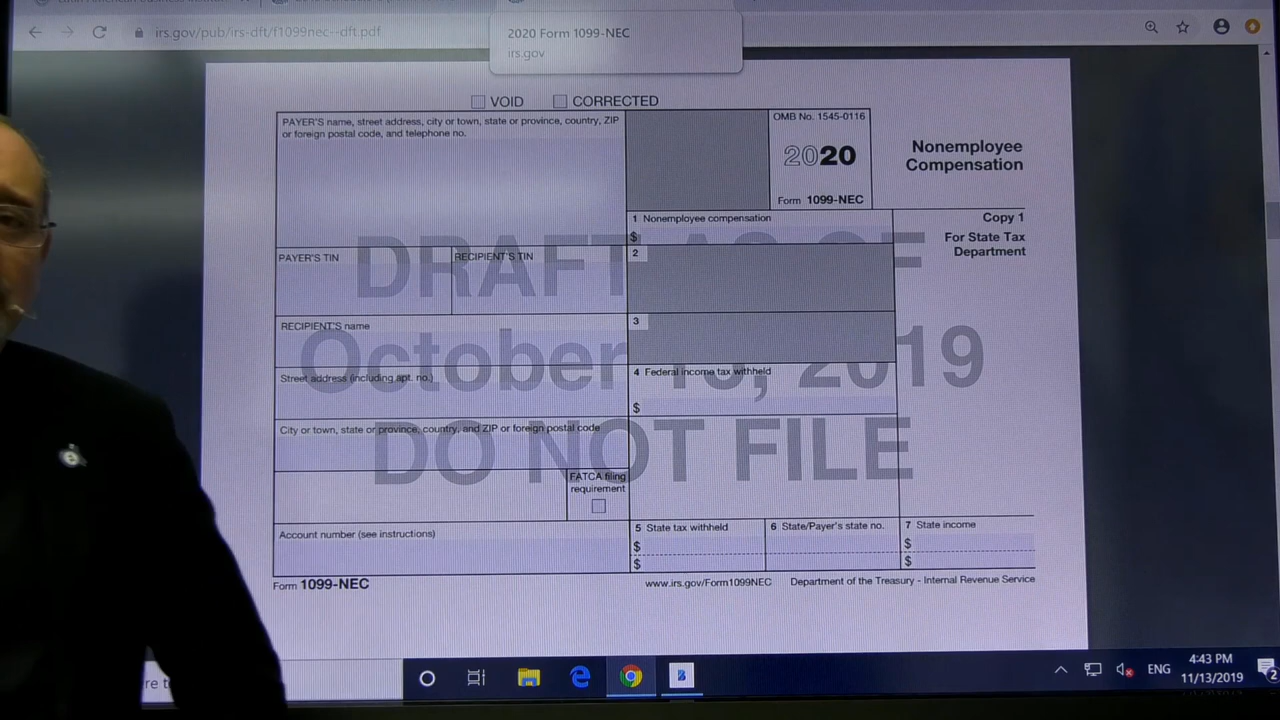 irs.gov/pub/irs-dft/f1099nec--dft.pdf
2020 Form 1099-NEC
irs.gov
VOID
CORRECTED
PAYER'S name, street address, city or town, state or province, country, ZIP
or foreign postal code, and telephone no.
OMB No. 1545-0116
2020
Form 1099-NEC
Nonemployee
Compensation
1 Nonemployee compensation
$
Copy 1
For State Tax
Department
DRAFT AS OF
October
2019
DO NOT FILE
PAYER'S TIN
RECIPIENT'S TIN
2
RECIPIENT'S name
3
Street address (including apt. no.)
4 Federal income tax withheld
$
City or town, state or province, country, and ZIP or foreign postal code
FATCA filing
requirement
Account number (see instructions)
5 State tax withheld
$
$
6 State/Payer's state no.
7 State income
$
$
Form 1099-NEC
www.irs.gov/Form1099NEC
Department of the Treasury - Internal Revenue Service
ENG
4:43 PM
11/13/2019
2